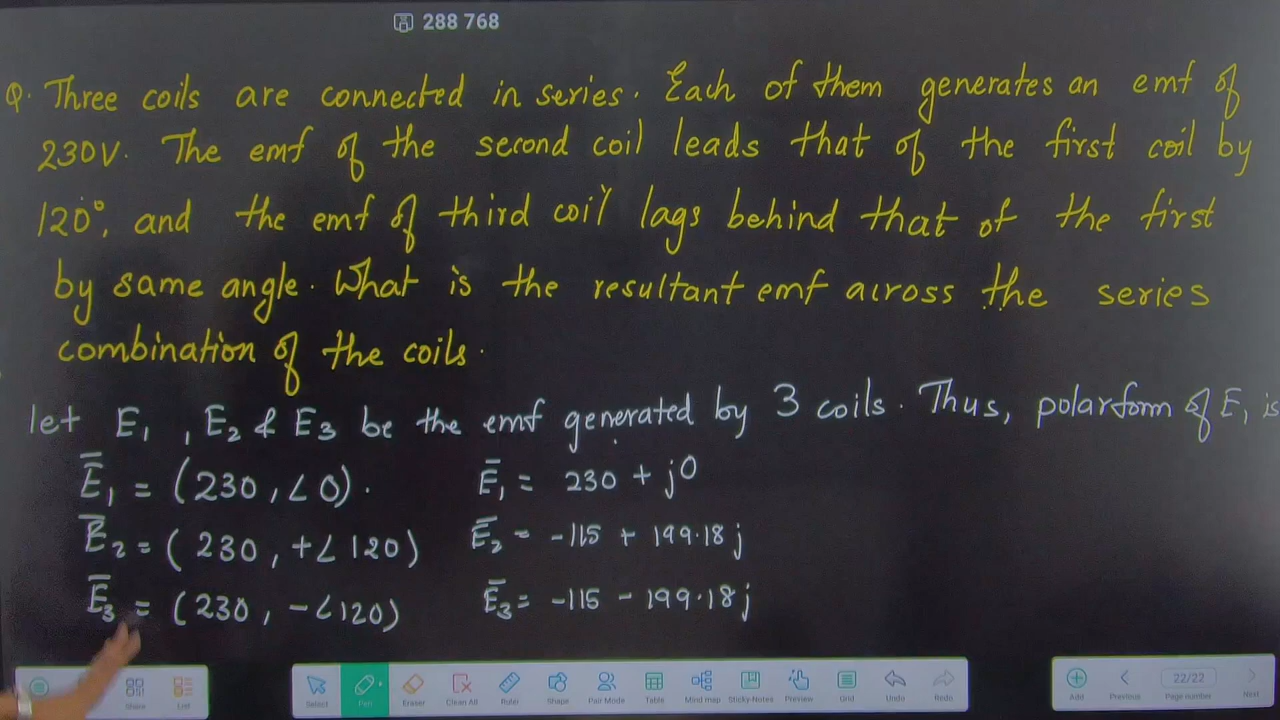 288 768
Q. Three coils are connected in series. Each of them generates an emf of
230V. The emf of the second coil leads that of the first coil by
120°, and the emf of third coil lags behind that of the first
by same angle. What is the resultant emf across the series
combination of the coils.
let E1, E2 & E3 be the emf generated by 3 coils. Thus, polar form of E1 is
Ē1 = (230, ∠0). Ē1 = 230 + j0
Ē2 = (230, +∠120) Ē2 = -115 + 199.18j
Ē3 = (230, -∠120) Ē3 = -115 - 199.18j
Share List Select Pen Eraser Clean All Ruler Shape Pair Mode Table Mind map Sticky-Notes Preview Grid Undo Redo Add Previous 22/22 Page number Next